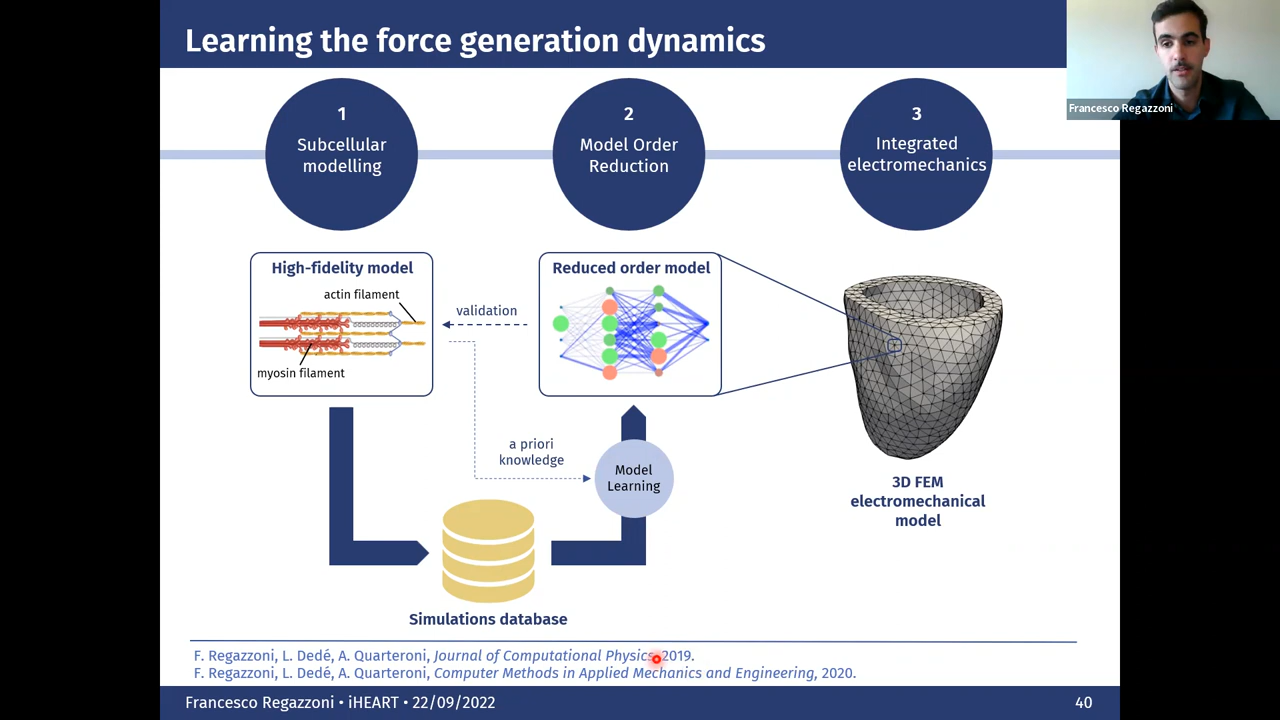 Learning the force generation dynamics
Francesco Regazzoni
1
Subcellular
modelling
2
Model Order
Reduction
3
Integrated
electromechanics
High-fidelity model
actin filament
myosin filament
validation
Reduced order model
a priori
knowledge
Model
Learning
Simulations database
3D FEM
electromechanical
model
F. Regazzoni, L. Dedé, A. Quarteroni, Journal of Computational Physics, 2019.
F. Regazzoni, L. Dedé, A. Quarteroni, Computer Methods in Applied Mechanics and Engineering, 2020.
Francesco Regazzoni • iHEART • 22/09/2022
40